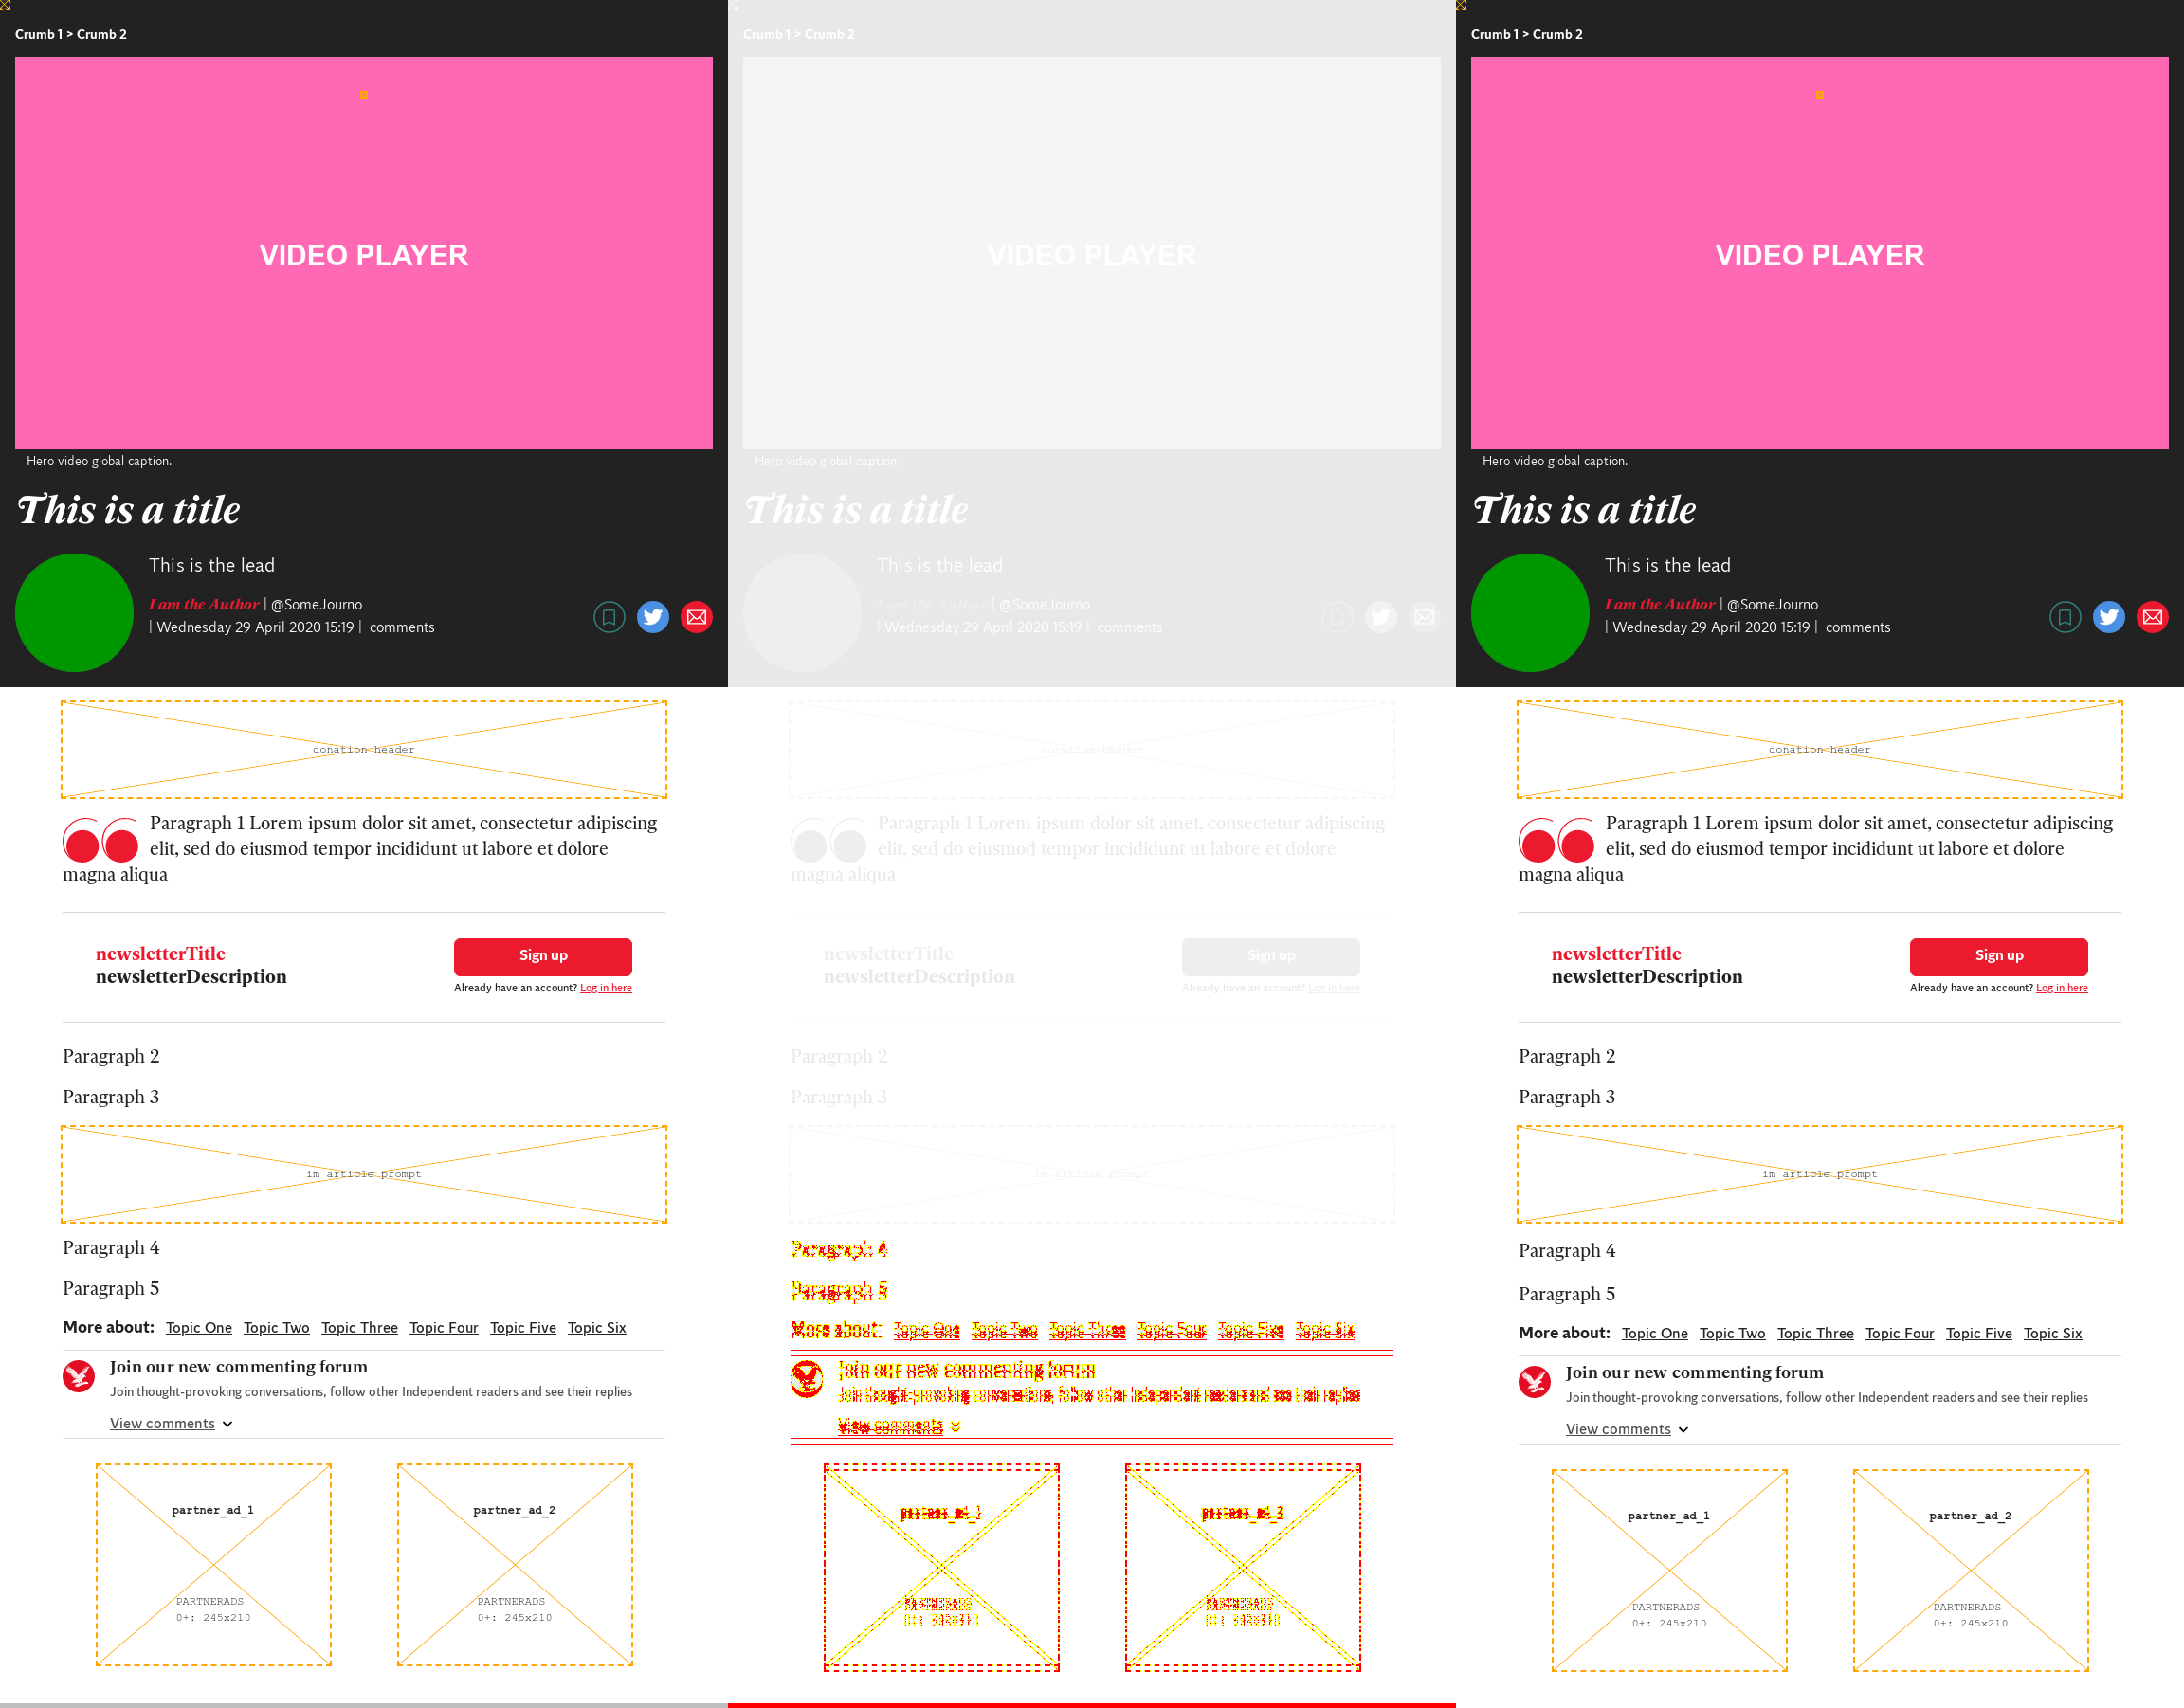 Crumb 1 > Crumb 2
VIDEO PLAYER
Hero video global caption.
This is a title
This is the lead
I am the Author | @SomeJourno
| Wednesday 29 April 2020 15:19 | comments
donation-header
Paragraph 1 Lorem ipsum dolor sit amet, consectetur adipiscing
elit, sed do eiusmod tempor incididunt ut labore et dolore
magna aliqua
newsletterTitle
newsletterDescription
Sign up
Already have an account? Log in here
Paragraph 2
Paragraph 3
im article prompt
Paragraph 4
Paragraph 5
More about: Topic One Topic Two Topic Three Topic Four Topic Five Topic Six
Join our new commenting forum
Join thought-provoking conversations, follow other Independent readers and see their replies
View comments
partner_ad_1
PARTNERADS
0+: 245x210
partner_ad_2
PARTNERADS
0+: 245x210
Crumb 1 > Crumb 2
VIDEO PLAYER
Hero video global caption.
This is a title
This is the lead
I am the Author | @SomeJourno
| Wednesday 29 April 2020 15:19 | comments
donation-header
Paragraph 1 Lorem ipsum dolor sit amet, consectetur adipiscing
elit, sed do eiusmod tempor incididunt ut labore et dolore
magna aliqua
newsletterTitle
newsletterDescription
Sign up
Already have an account? Log in here
Paragraph 2
Paragraph 3
im article prompt
Paragraph 4
Paragraph 5
More about: Topic One Topic Two Topic Three Topic Four Topic Five Topic Six
Join our new commenting forum
Join thought-provoking conversations, follow other Independent readers and see their replies
View comments
partner_ad_1
PARTNERADS
0+: 245x210
partner_ad_2
PARTNERADS
0+: 245x210
Crumb 1 > Crumb 2
VIDEO PLAYER
Hero video global caption.
This is a title
This is the lead
I am the Author | @SomeJourno
| Wednesday 29 April 2020 15:19 | comments
donation-header
Paragraph 1 Lorem ipsum dolor sit amet, consectetur adipiscing
elit, sed do eiusmod tempor incididunt ut labore et dolore
magna aliqua
newsletterTitle
newsletterDescription
Sign up
Already have an account? Log in here
Paragraph 2
Paragraph 3
im article prompt
Paragraph 4
Paragraph 5
More about: Topic One Topic Two Topic Three Topic Four Topic Five Topic Six
Join our new commenting forum
Join thought-provoking conversations, follow other Independent readers and see their replies
View comments
partner_ad_1
PARTNERADS
0+: 245x210
partner_ad_2
PARTNERADS
0+: 245x210